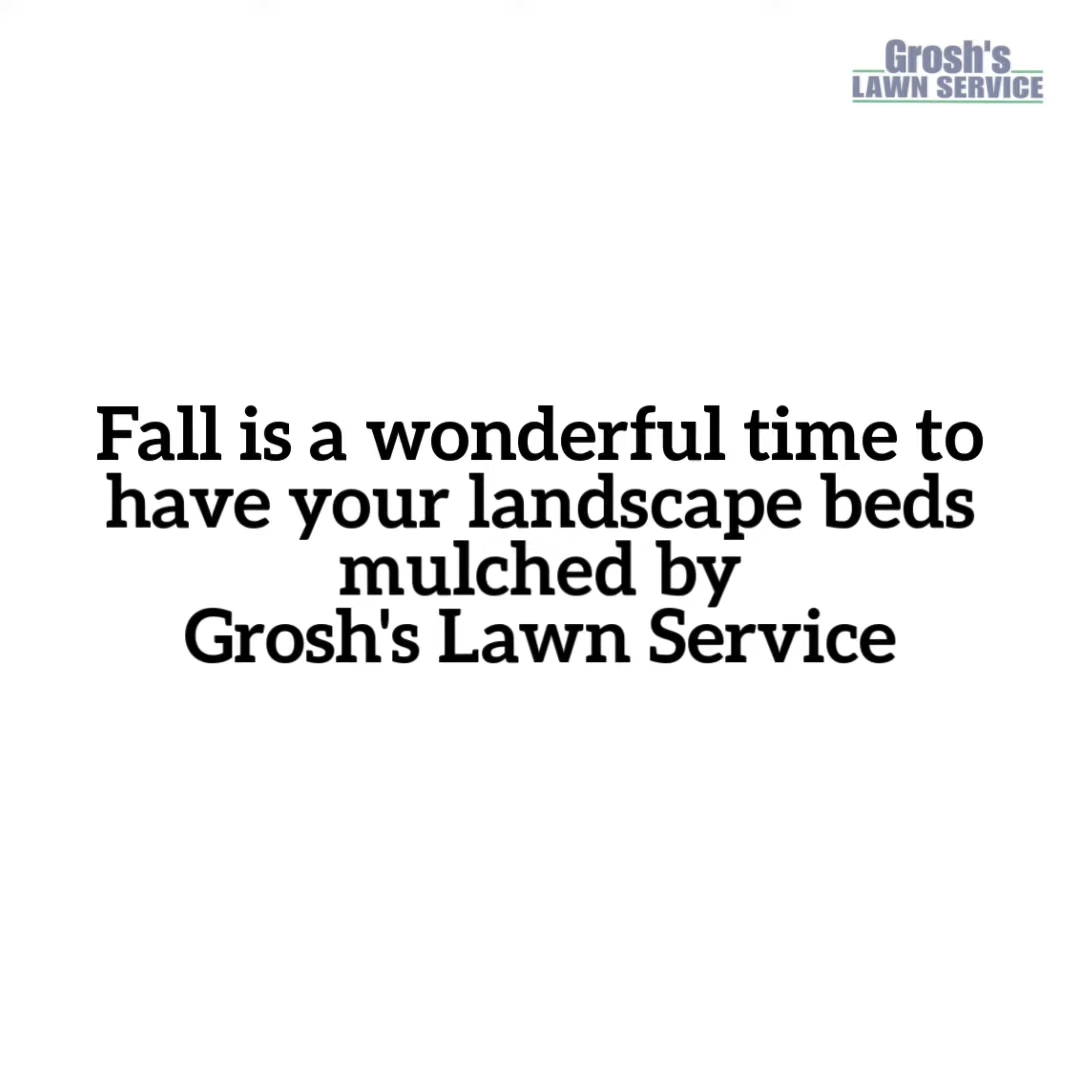 Grosh's
LAWN SERVICE
Fall is a wonderful time to
have your landscape beds
mulched by
Grosh's Lawn Service